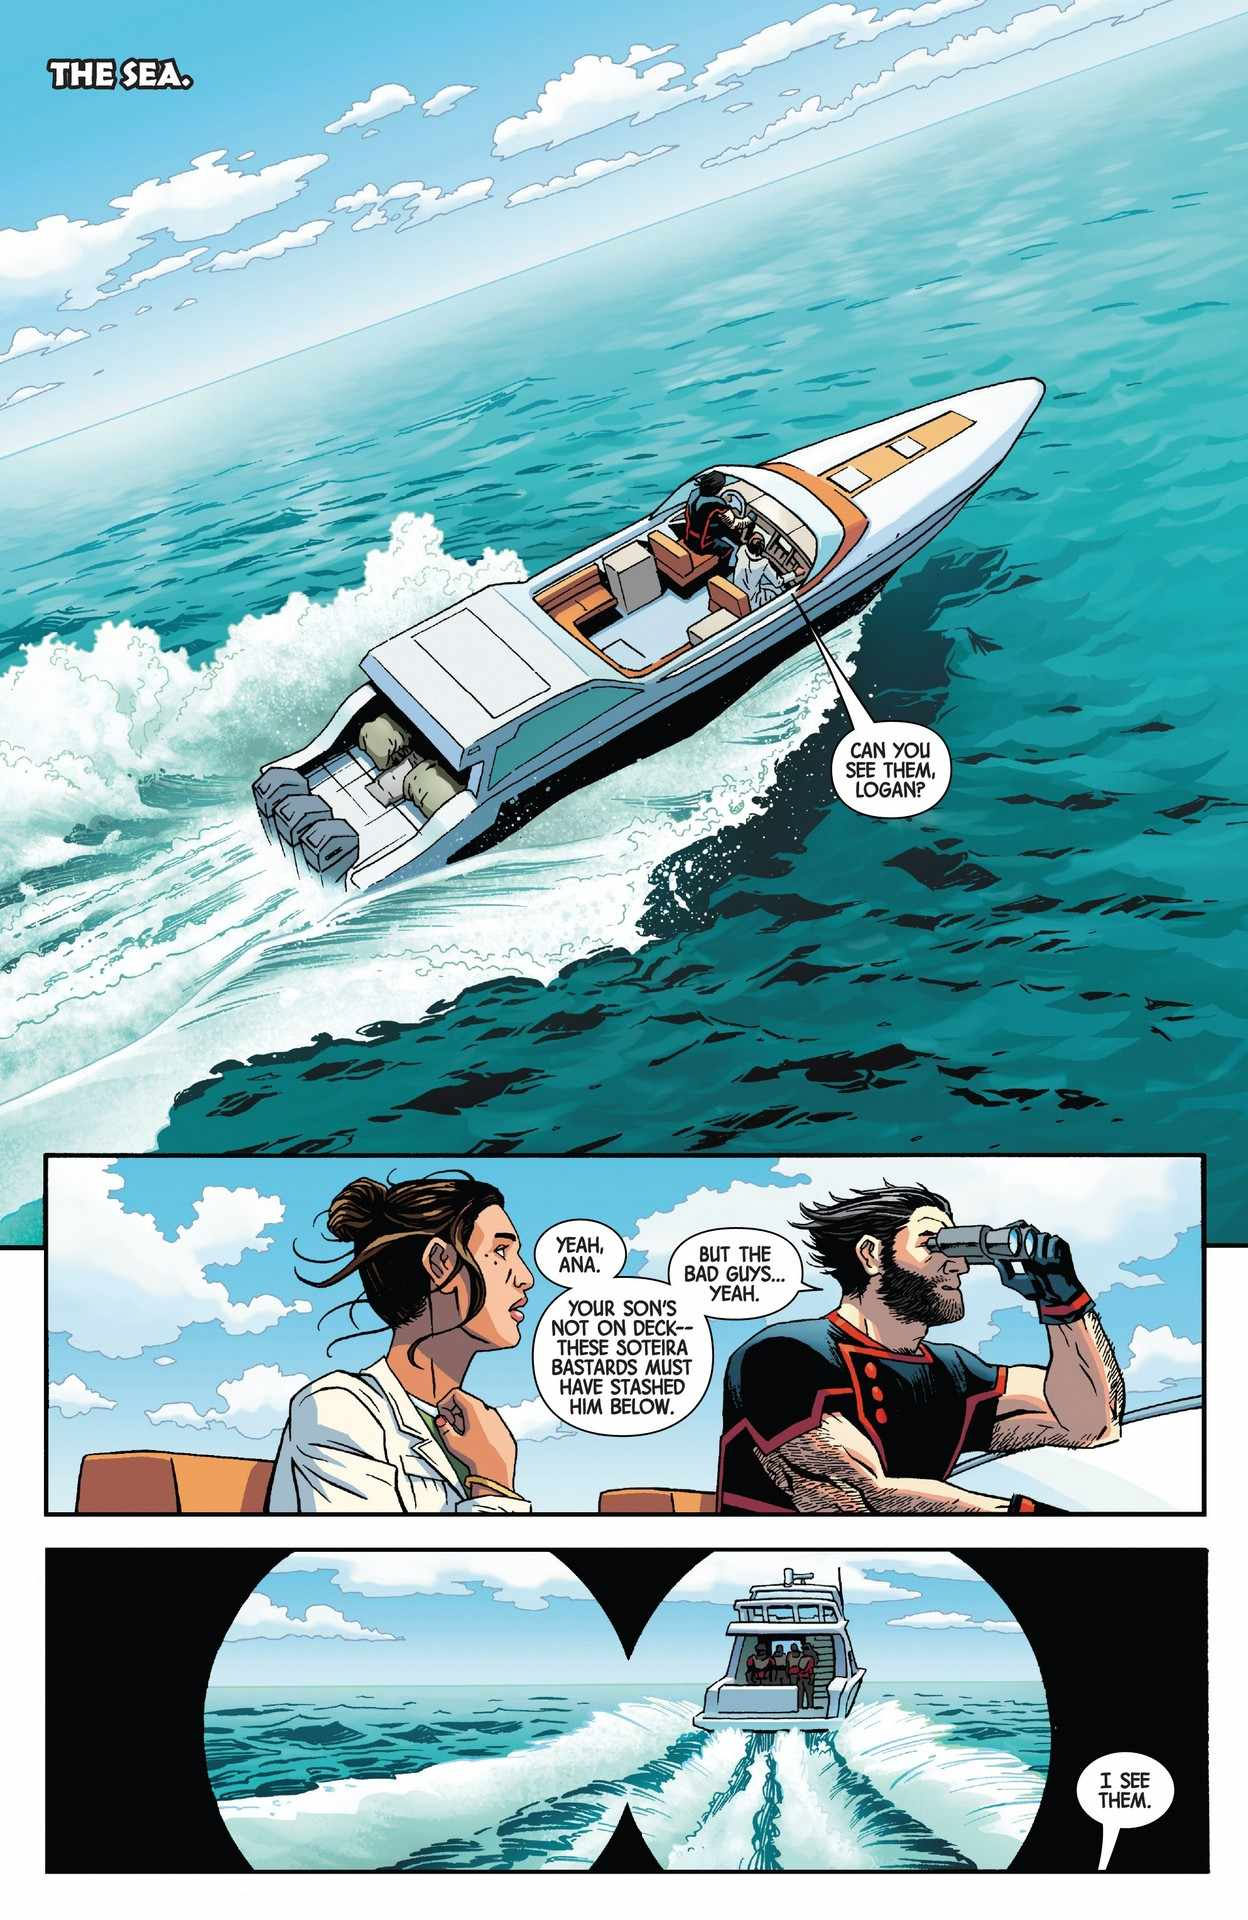 THE SEA.
CAN YOU
SEE THEM,
LOGAN?
YEAH,
ANA.
YOUR SON'S
NOT ON DECK--
THESE SOTEIRA
BASTARDS MUST
HAVE STASHED
HIM BELOW.
BUT THE
BAD GUYS...
YEAH.
I SEE
THEM.